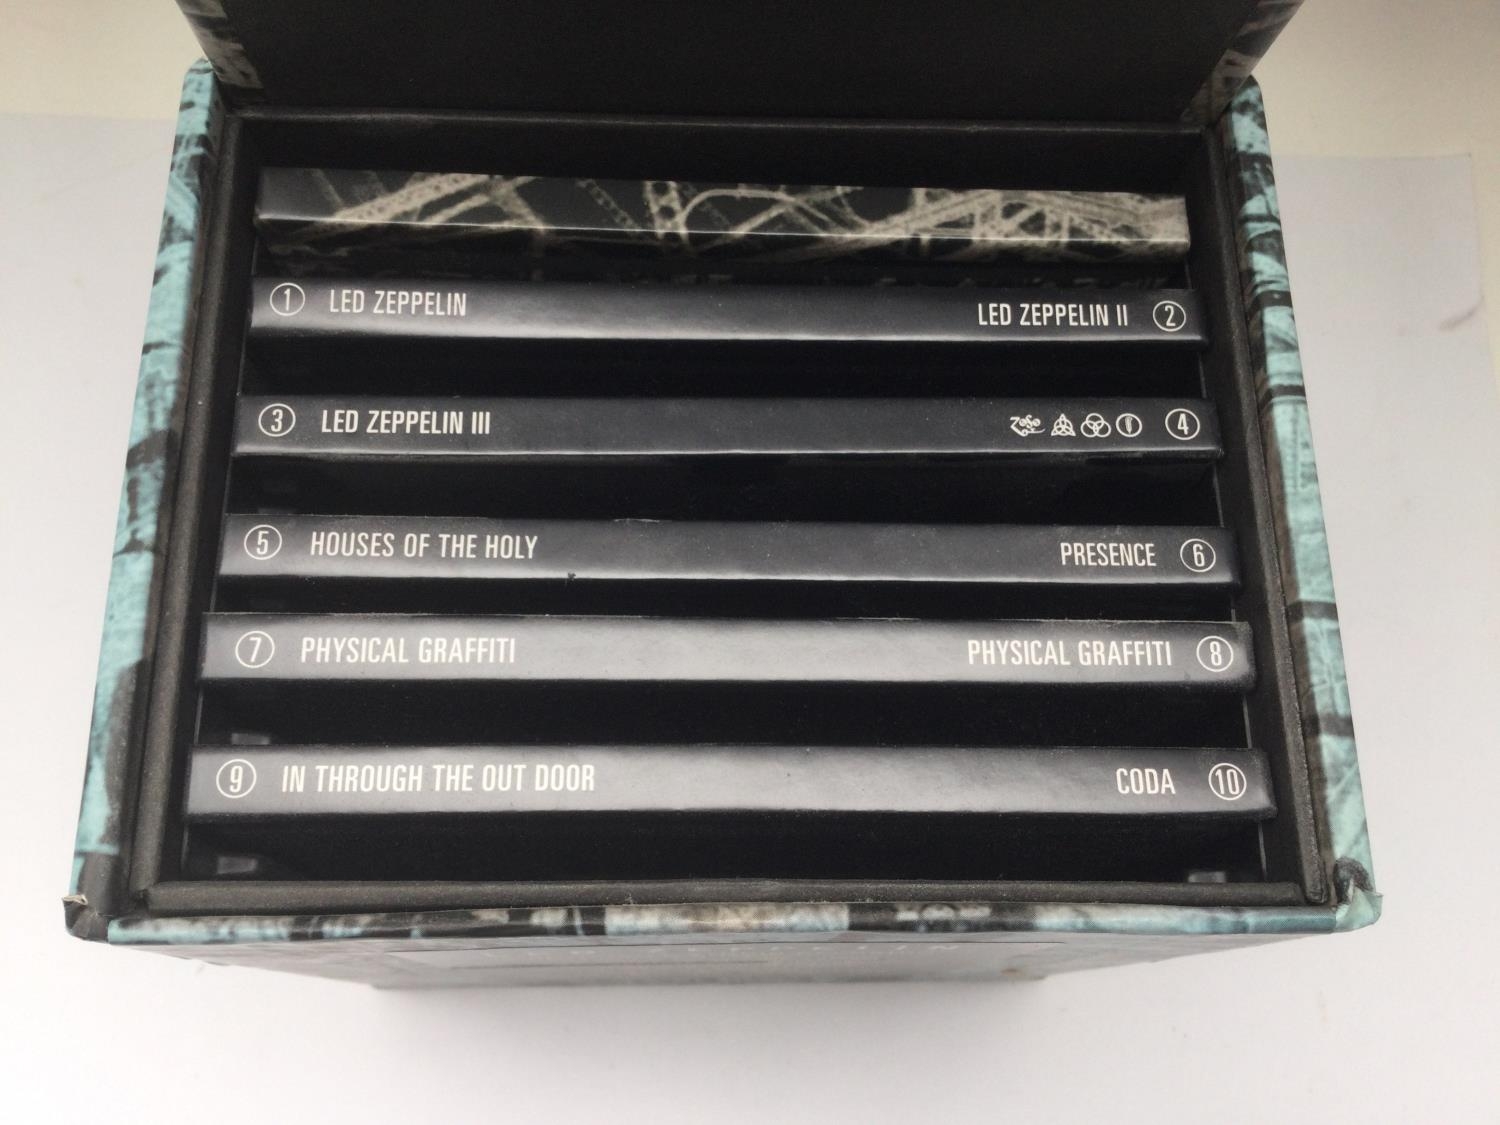 1 LED ZEPPELIN LED ZEPPELIN II 2
3 LED ZEPPELIN III 4
5 HOUSES OF THE HOLY PRESENCE 6
7 PHYSICAL GRAFFITI PHYSICAL GRAFFITI 8
9 IN THROUGH THE OUT DOOR CODA 10